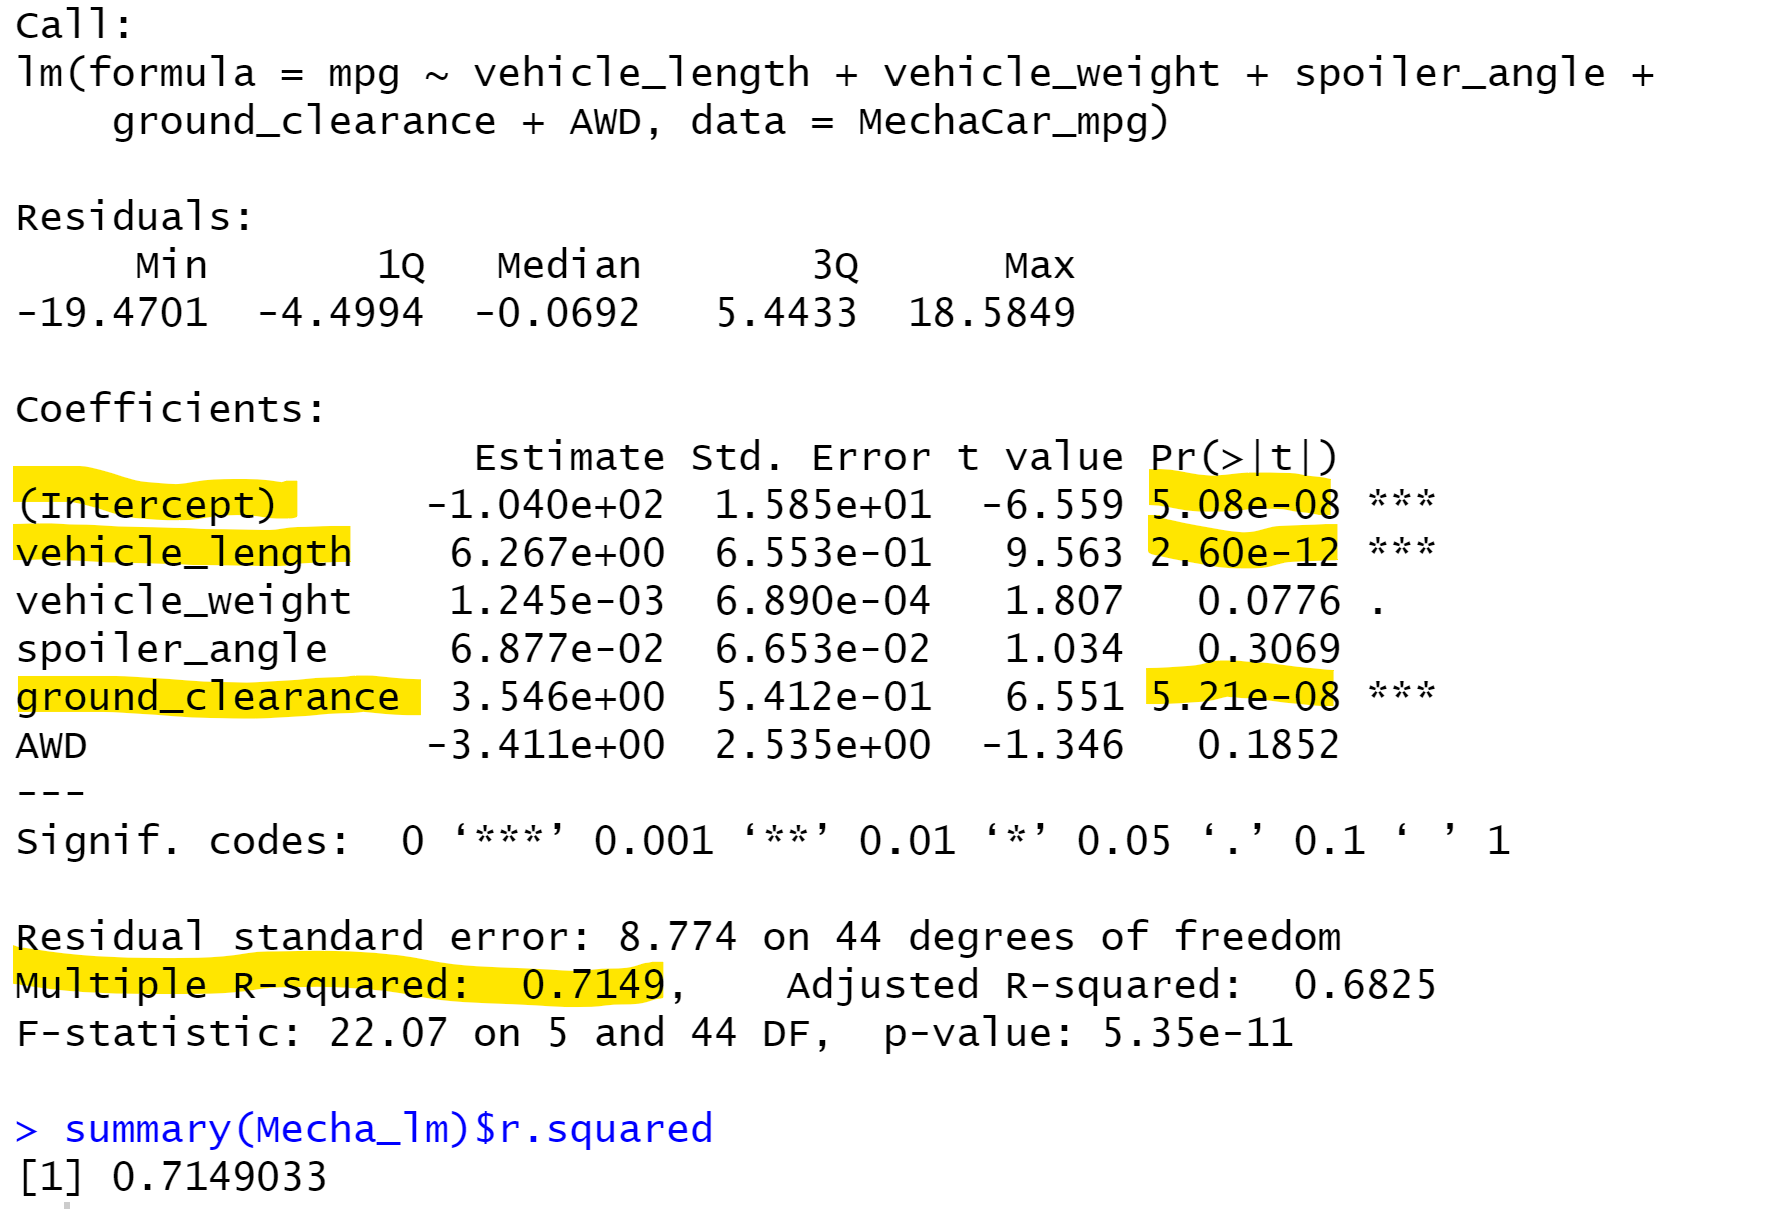 Call:
lm(formula = mpg ~ vehicle_length + vehicle_weight + spoiler_angle +
    ground_clearance + AWD, data = MechaCar_mpg)

Residuals:
     Min       1Q   Median       3Q      Max
-19.4701  -4.4994  -0.0692   5.4433  18.5849

Coefficients:
                   Estimate Std. Error t value Pr(>|t|)
(Intercept)      -1.040e+02  1.585e+01  -6.559 5.08e-08 ***
vehicle_length    6.267e+00  6.553e-01   9.563 2.60e-12 ***
vehicle_weight    1.245e-03  6.890e-04   1.807   0.0776 .
spoiler_angle     6.877e-02  6.653e-02   1.034   0.3069
ground_clearance  3.546e+00  5.412e-01   6.551 5.21e-08 ***
AWD              -3.411e+00  2.535e+00  -1.346   0.1852
---
Signif. codes:  0 ‘***’ 0.001 ‘**’ 0.01 ‘*’ 0.05 ‘.’ 0.1 ‘ ’ 1

Residual standard error: 8.774 on 44 degrees of freedom
Multiple R-squared:  0.7149,    Adjusted R-squared:  0.6825
F-statistic: 22.07 on 5 and 44 DF,  p-value: 5.35e-11

> summary(Mecha_lm)$r.squared
[1] 0.7149033